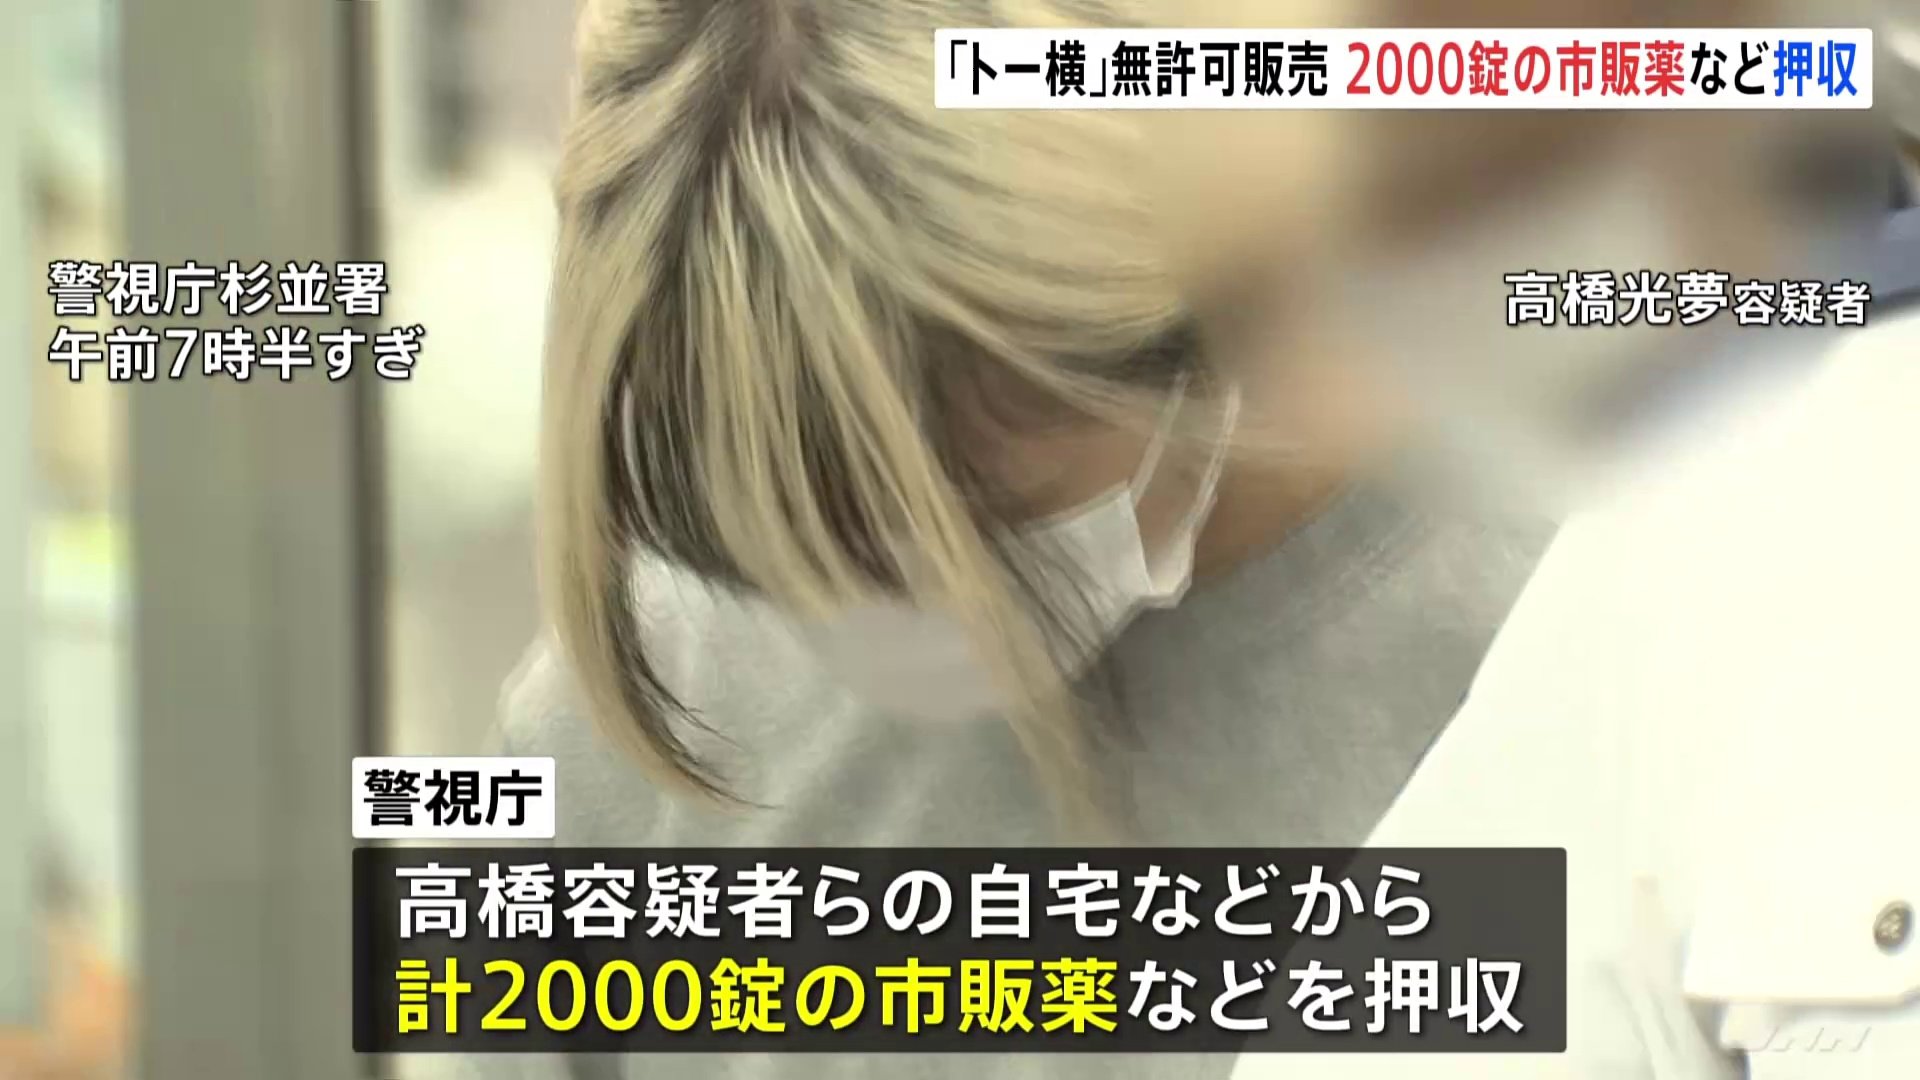 「トー横」無許可販売 2000錠の市販薬など押収
警視庁杉並署
午前7時半すぎ
高橋光夢容疑者
警視庁
高橋容疑者らの自宅などから
計2000錠の市販薬などを押収
JNN